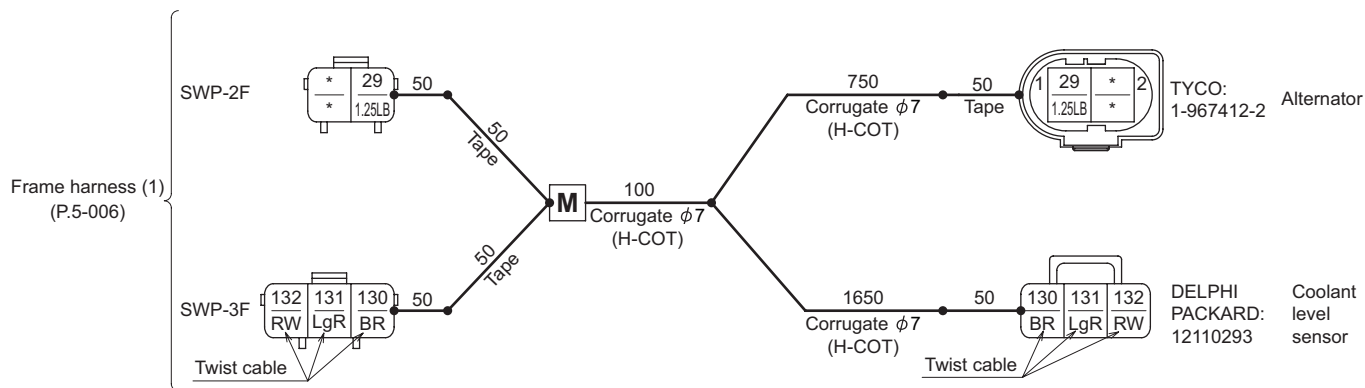 Frame harness (1)
(P.5-006)
SWP-2F
* 29
* 1.25LB
50
50
Tape
SWP-3F
132 131 130
RW LgR BR
50
50
Tape
Twist cable
M
100
Corrugate ϕ7
(H-COT)
750
Corrugate ϕ7
(H-COT)
50
Tape
1 29 * 2
1.25LB *
TYCO:
1-967412-2
Alternator
1650
Corrugate ϕ7
(H-COT)
50
130 131 132
BR LgR RW
Twist cable
DELPHI
PACKARD:
12110293
Coolant
level
sensor